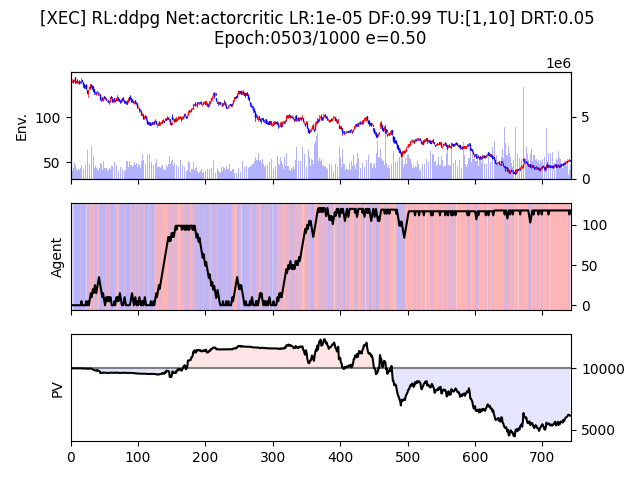 [XEC] RL:ddpg Net:actorcritic LR:1e-05 DF:0.99 TU:[1,10] DRT:0.05
Epoch:0503/1000 e=0.50
1e6
Env.
100
50
5
0
Agent
100
50
0
PV
10000
5000
0 100 200 300 400 500 600 700